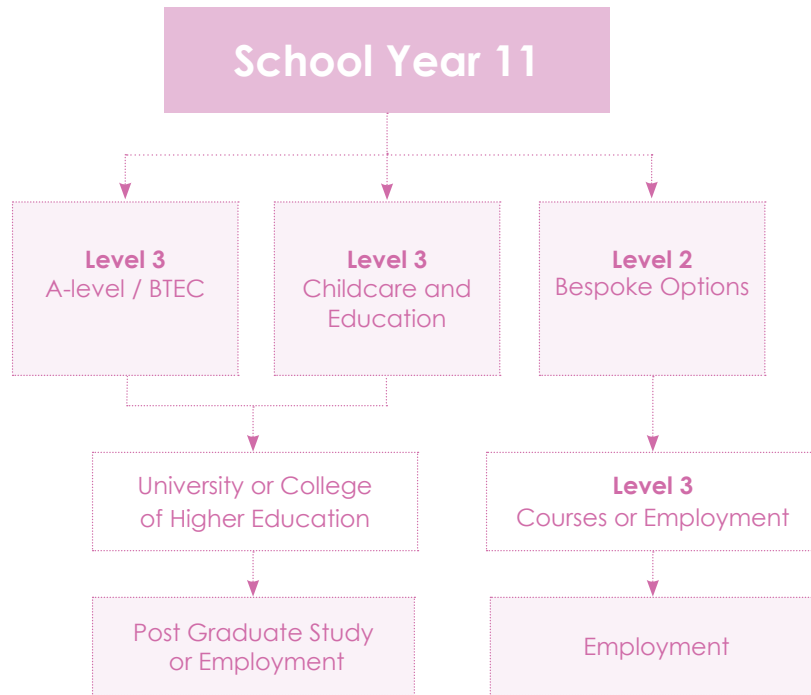 School Year 11
Level 3
A-level / BTEC
Level 3
Childcare and
Education
Level 2
Bespoke Options
University or College
of Higher Education
Level 3
Courses or Employment
Post Graduate Study
or Employment
Employment